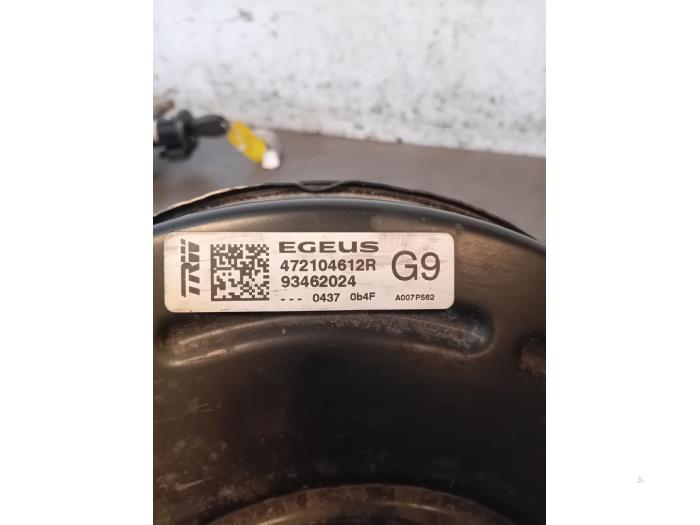 TRW
EGEUS
472104612R
G9
93462024
--- 0437 0b4F A007P562